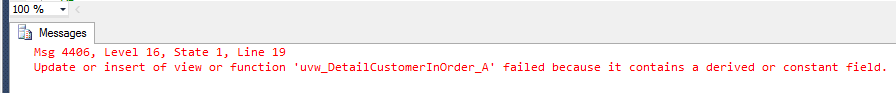 100 %
Messages
Msg 4406, Level 16, State 1, Line 19
Update or insert of view or function 'uvw_DetailCustomerInOrder_A' failed because it contains a derived or constant field.